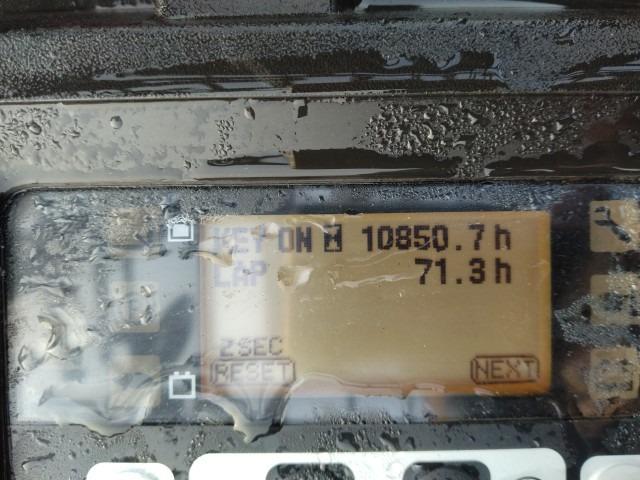 KEY ON H 10850.7h
LAP 71.3h
2SEC
RESET NEXT